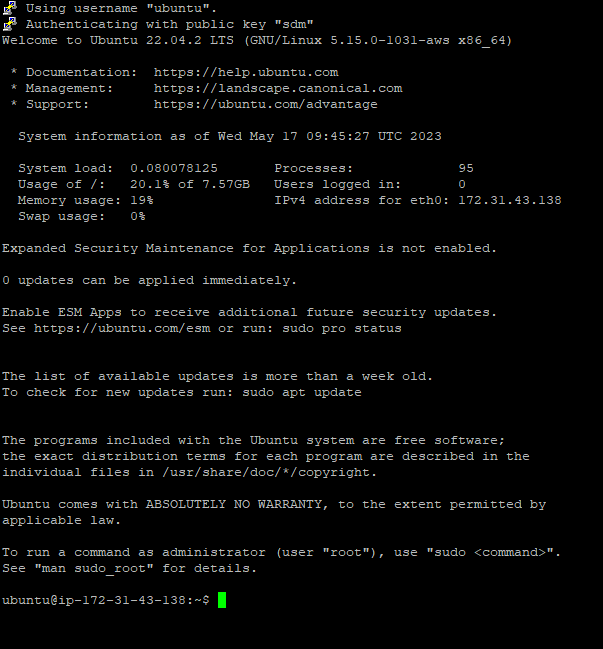 Using username "ubuntu".
Authenticating with public key "sdm"
Welcome to Ubuntu 22.04.2 LTS (GNU/Linux 5.15.0-1031-aws x86_64)
* Documentation:  https://help.ubuntu.com
* Management:     https://landscape.canonical.com
* Support:        https://ubuntu.com/advantage
System information as of Wed May 17 09:45:27 UTC 2023
System load:  0.080078125       Processes:             95
Usage of /:   20.1% of 7.57GB   Users logged in:       0
Memory usage: 19%               IPv4 address for eth0: 172.31.43.138
Swap usage:   0%
Expanded Security Maintenance for Applications is not enabled.
0 updates can be applied immediately.
Enable ESM Apps to receive additional future security updates.
See https://ubuntu.com/esm or run: sudo pro status
The list of available updates is more than a week old.
To check for new updates run: sudo apt update
The programs included with the Ubuntu system are free software;
the exact distribution terms for each program are described in the
individual files in /usr/share/doc/*/copyright.
Ubuntu comes with ABSOLUTELY NO WARRANTY, to the extent permitted by
applicable law.
To run a command as administrator (user "root"), use "sudo <command>".
See "man sudo_root" for details.
ubuntu@ip-172-31-43-138:~$